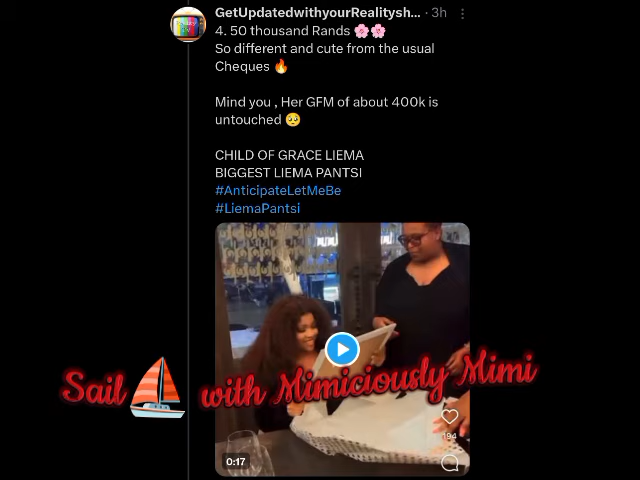 GetUpdatedwithyourRealitysh... · 3h
4. 50 thousand Rands 🌸🌸
So different and cute from the usual
Cheques 🔥
Mind you , Her GFM of about 400k is
untouched 🥺
CHILD OF GRACE LIEMA
BIGGEST LIEMA PANTSI
#AnticipateLetMeBe
#LiemaPantsi
Sail ⛵ with Mimiciously Mimi
194
0:17